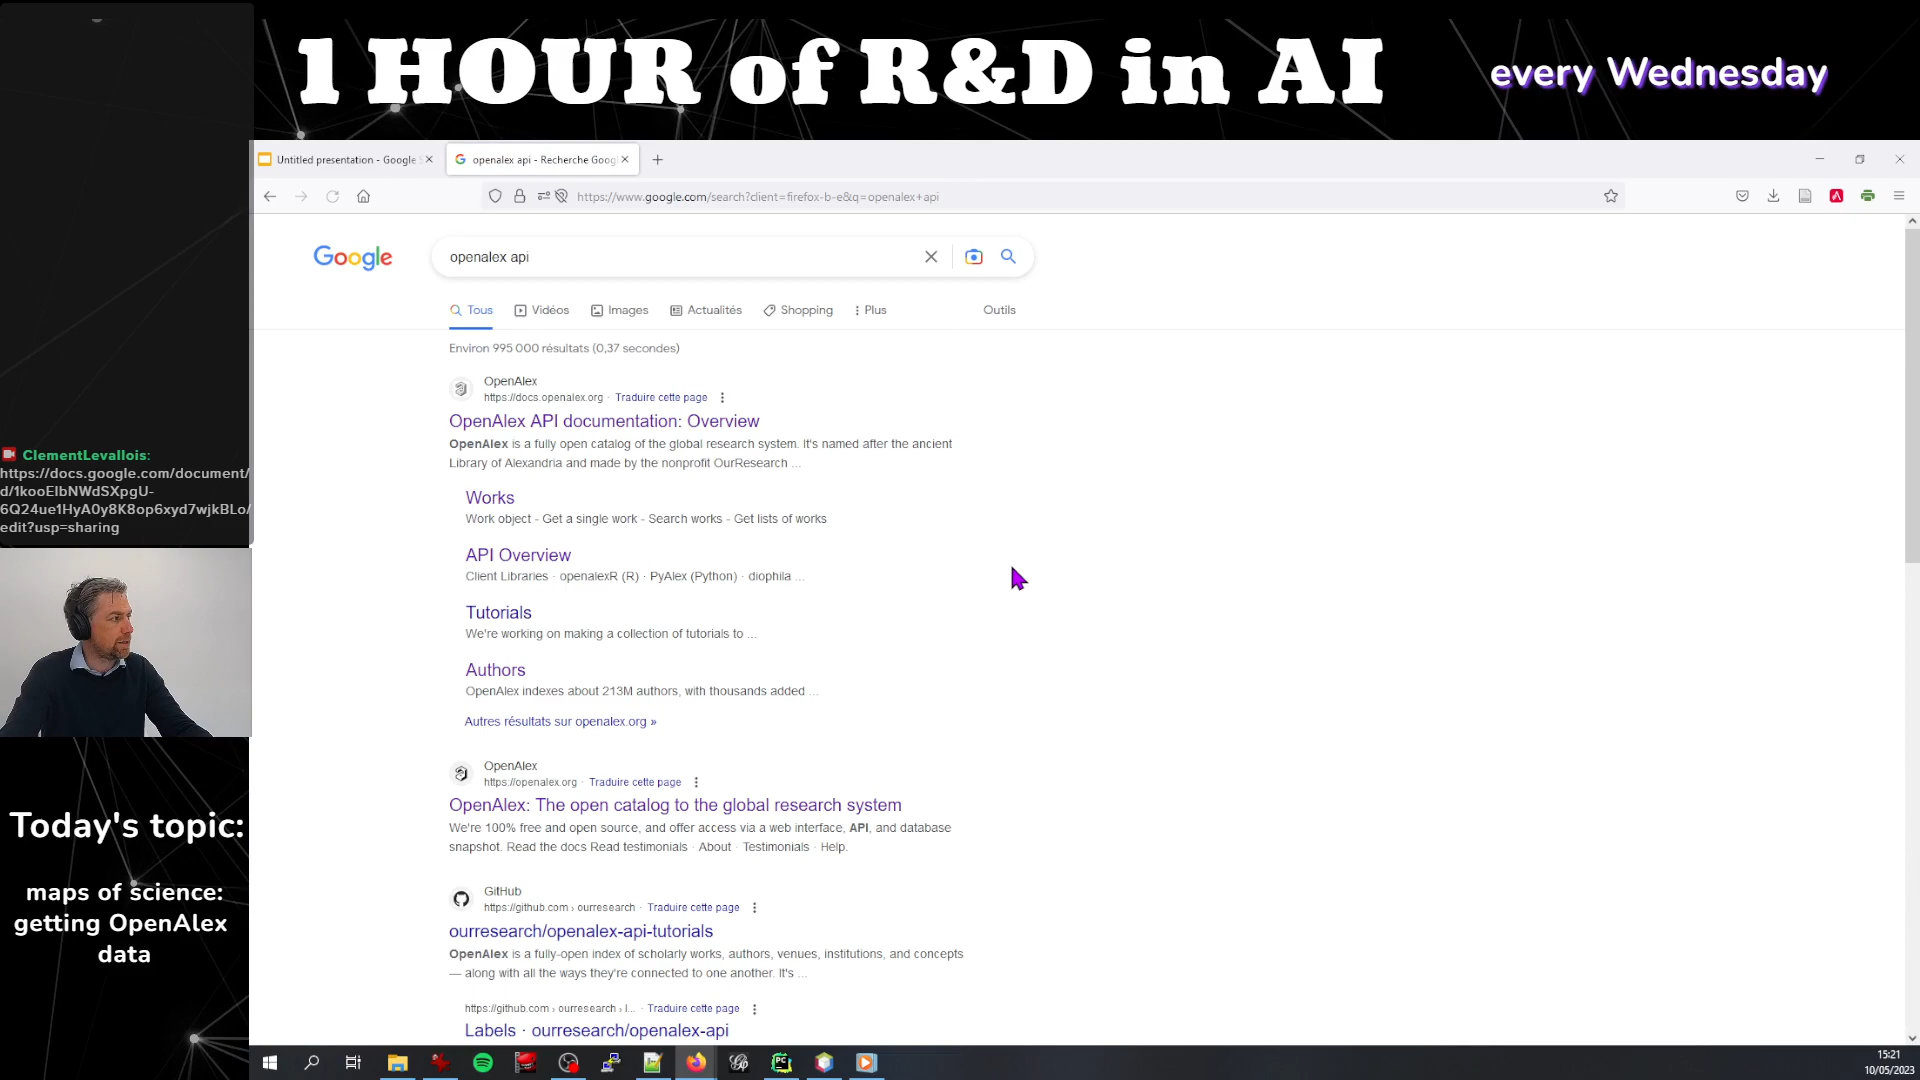 1 HOUR of R&D in AI
every Wednesday
Untitled presentation - Google S
openalex api - Recherche Goog
https://www.google.com/search?client=firefox-b-e&q=openalex+api
Google
openalex api
Tous
Vidéos
Images
Actualités
Shopping
Plus
Outils
Environ 995 000 résultats (0,37 secondes)
OpenAlex
https://docs.openalex.org · Traduire cette page
OpenAlex API documentation: Overview
OpenAlex is a fully open catalog of the global research system. It's named after the ancient
Library of Alexandria and made by the nonprofit OurResearch ...
Works
Work object - Get a single work - Search works - Get lists of works
API Overview
Client Libraries · openalexR (R) · PyAlex (Python) · diophila ...
Tutorials
We're working on making a collection of tutorials to ...
Authors
OpenAlex indexes about 213M authors, with thousands added ...
Autres résultats sur openalex.org »
OpenAlex
https://openalex.org · Traduire cette page
OpenAlex: The open catalog to the global research system
We're 100% free and open source, and offer access via a web interface, API, and database
snapshot. Read the docs Read testimonials · About · Testimonials · Help.
GitHub
https://github.com › ourresearch · Traduire cette page
ourresearch/openalex-api-tutorials
OpenAlex is a fully-open index of scholarly works, authors, venues, institutions, and concepts
— along with all the ways they're connected to one another. It's ...
https://github.com › ourresearch › l... · Traduire cette page
Labels · ourresearch/openalex-api
ClementLevallois:
https://docs.google.com/document/
d/1kooEIbNWdSXpgU-
6Q24ue1HyA0y8K8op6xyd7wjkBLo/
edit?usp=sharing
Today's topic:
maps of science:
getting OpenAlex
data
15:21
10/05/2023